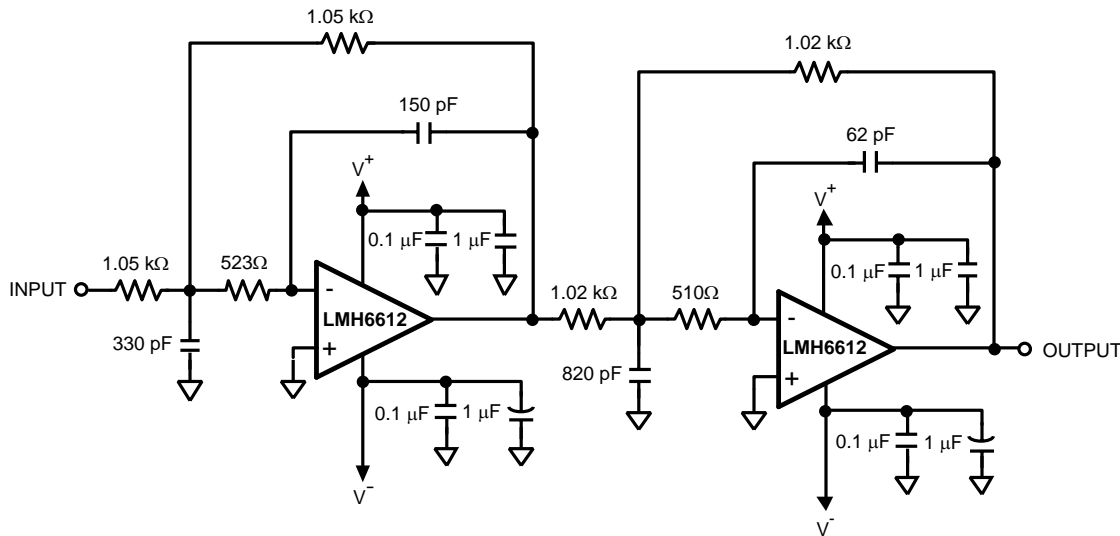 1.05 kΩ
1.02 kΩ
150 pF
62 pF
V+
V+
0.1 µF
1 µF
0.1 µF
1 µF
1.05 kΩ
523Ω
INPUT
-
LMH6612
+
330 pF
1.02 kΩ
510Ω
-
LMH6612
+
OUTPUT
820 pF
0.1 µF
1 µF
0.1 µF
1 µF
V-
V-